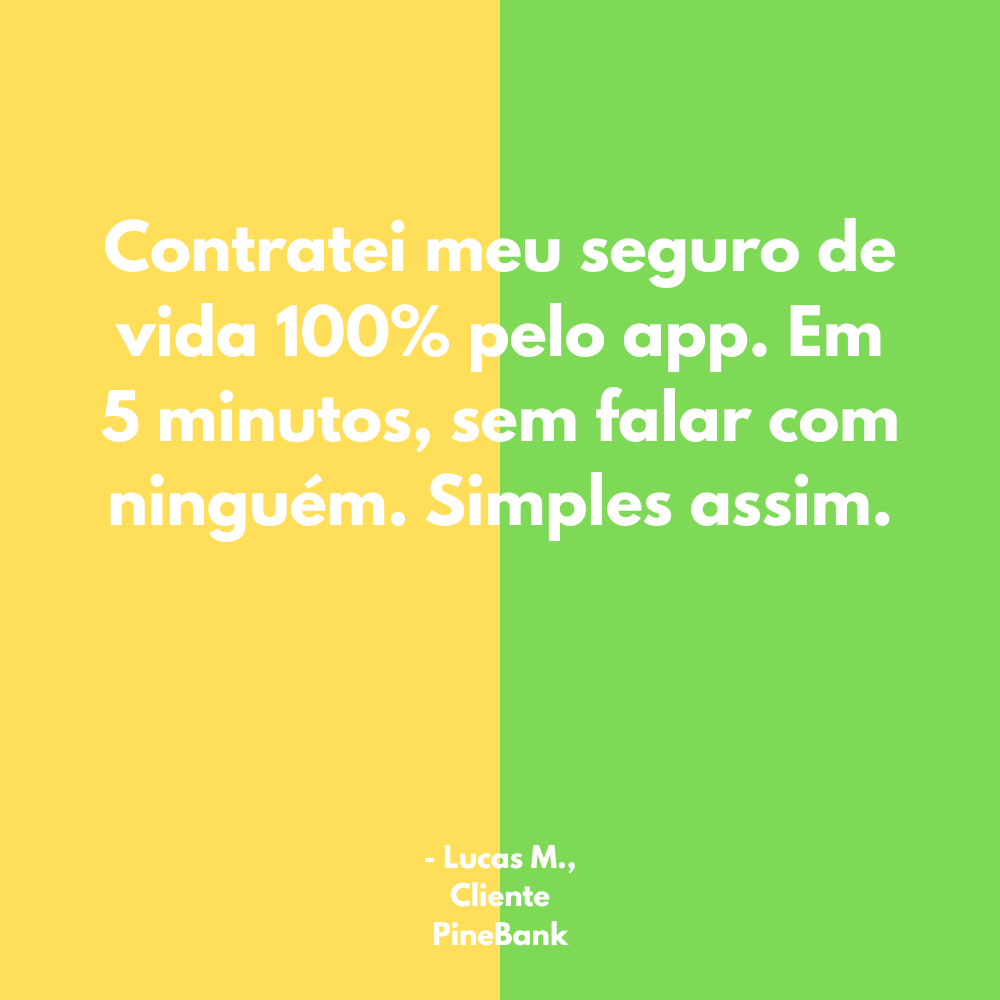 Contratei meu seguro de
vida 100% pelo app. Em
5 minutos, sem falar com
ninguém. Simples assim.
- Lucas M.,
Cliente
PineBank